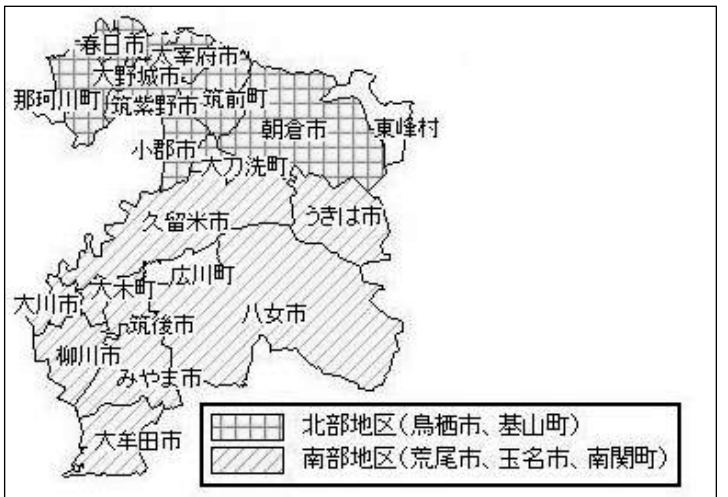 春日市
太宰府市
大野城市
那珂川町
筑紫野市
筑前町
朝倉市
東峰村
小郡市
大刀洗町
久留米市
うきは市
広川町
大川市
大木町
八女市
筑後市
柳川市
みやま市
大牟田市
北部地区(鳥栖市、基山町)
南部地区(荒尾市、玉名市、南関町)